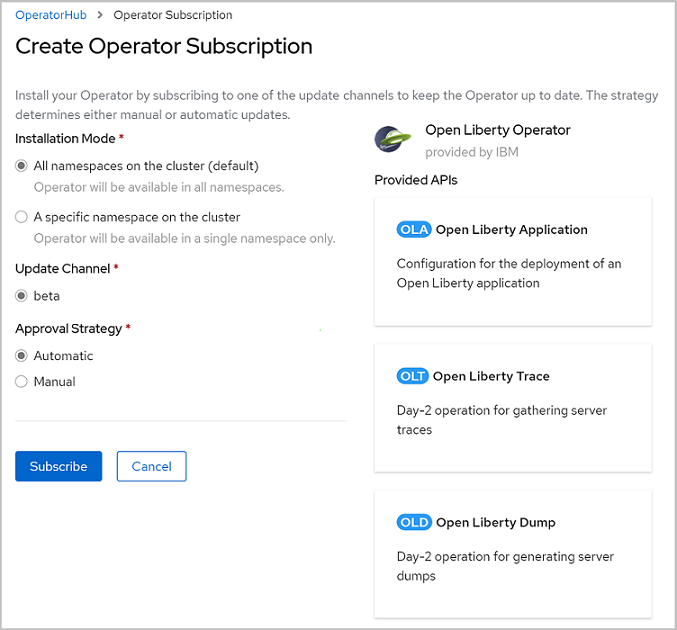 OperatorHub > Operator Subscription
Create Operator Subscription
Install your Operator by subscribing to one of the update channels to keep the Operator up to date. The strategy
determines either manual or automatic updates.
Installation Mode *
All namespaces on the cluster (default)
Operator will be available in all namespaces.
A specific namespace on the cluster
Operator will be available in a single namespace only.
Update Channel *
beta
Approval Strategy *
Automatic
Manual
Subscribe
Cancel
Open Liberty Operator
provided by IBM
Provided APIs
OLA Open Liberty Application
Configuration for the deployment of an
Open Liberty application
OLT Open Liberty Trace
Day-2 operation for gathering server
traces
OLD Open Liberty Dump
Day-2 operation for generating server
dumps